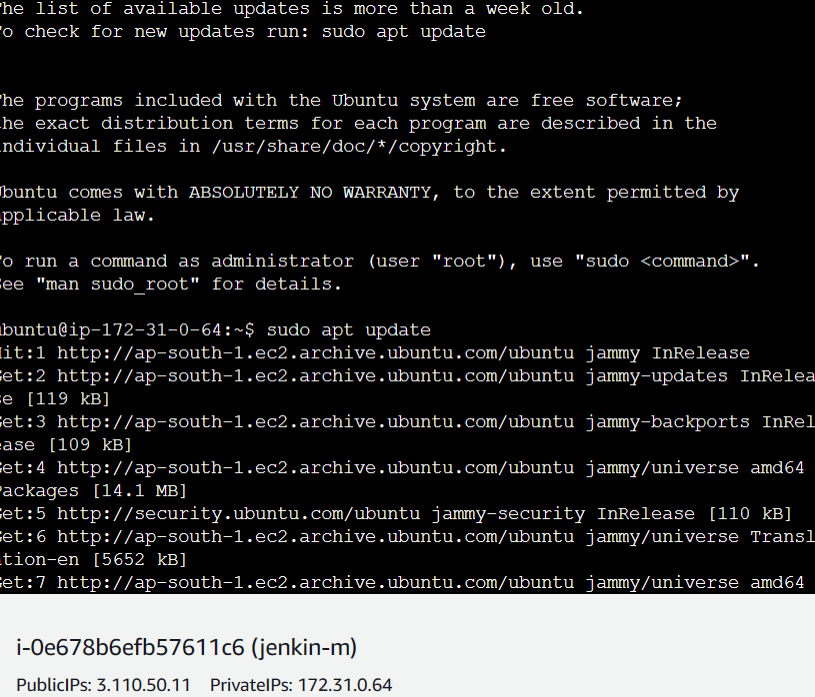 he list of available updates is more than a week old.
o check for new updates run: sudo apt update
he programs included with the Ubuntu system are free software;
he exact distribution terms for each program are described in the
ndividual files in /usr/share/doc/*/copyright.
buntu comes with ABSOLUTELY NO WARRANTY, to the extent permitted by
pplicable law.
o run a command as administrator (user "root"), use "sudo <command>".
ee "man sudo_root" for details.
buntu@ip-172-31-0-64:~$ sudo apt update
it:1 http://ap-south-1.ec2.archive.ubuntu.com/ubuntu jammy InRelease
et:2 http://ap-south-1.ec2.archive.ubuntu.com/ubuntu jammy-updates InRelea
se [119 kB]
et:3 http://ap-south-1.ec2.archive.ubuntu.com/ubuntu jammy-backports InRel
ease [109 kB]
et:4 http://ap-south-1.ec2.archive.ubuntu.com/ubuntu jammy/universe amd64
Packages [14.1 MB]
et:5 http://security.ubuntu.com/ubuntu jammy-security InRelease [110 kB]
et:6 http://ap-south-1.ec2.archive.ubuntu.com/ubuntu jammy/universe Transl
ation-en [5652 kB]
et:7 http://ap-south-1.ec2.archive.ubuntu.com/ubuntu jammy/universe amd64
i-0e678b6efb57611c6 (jenkin-m)
PublicIPs: 3.110.50.11 PrivateIPs: 172.31.0.64